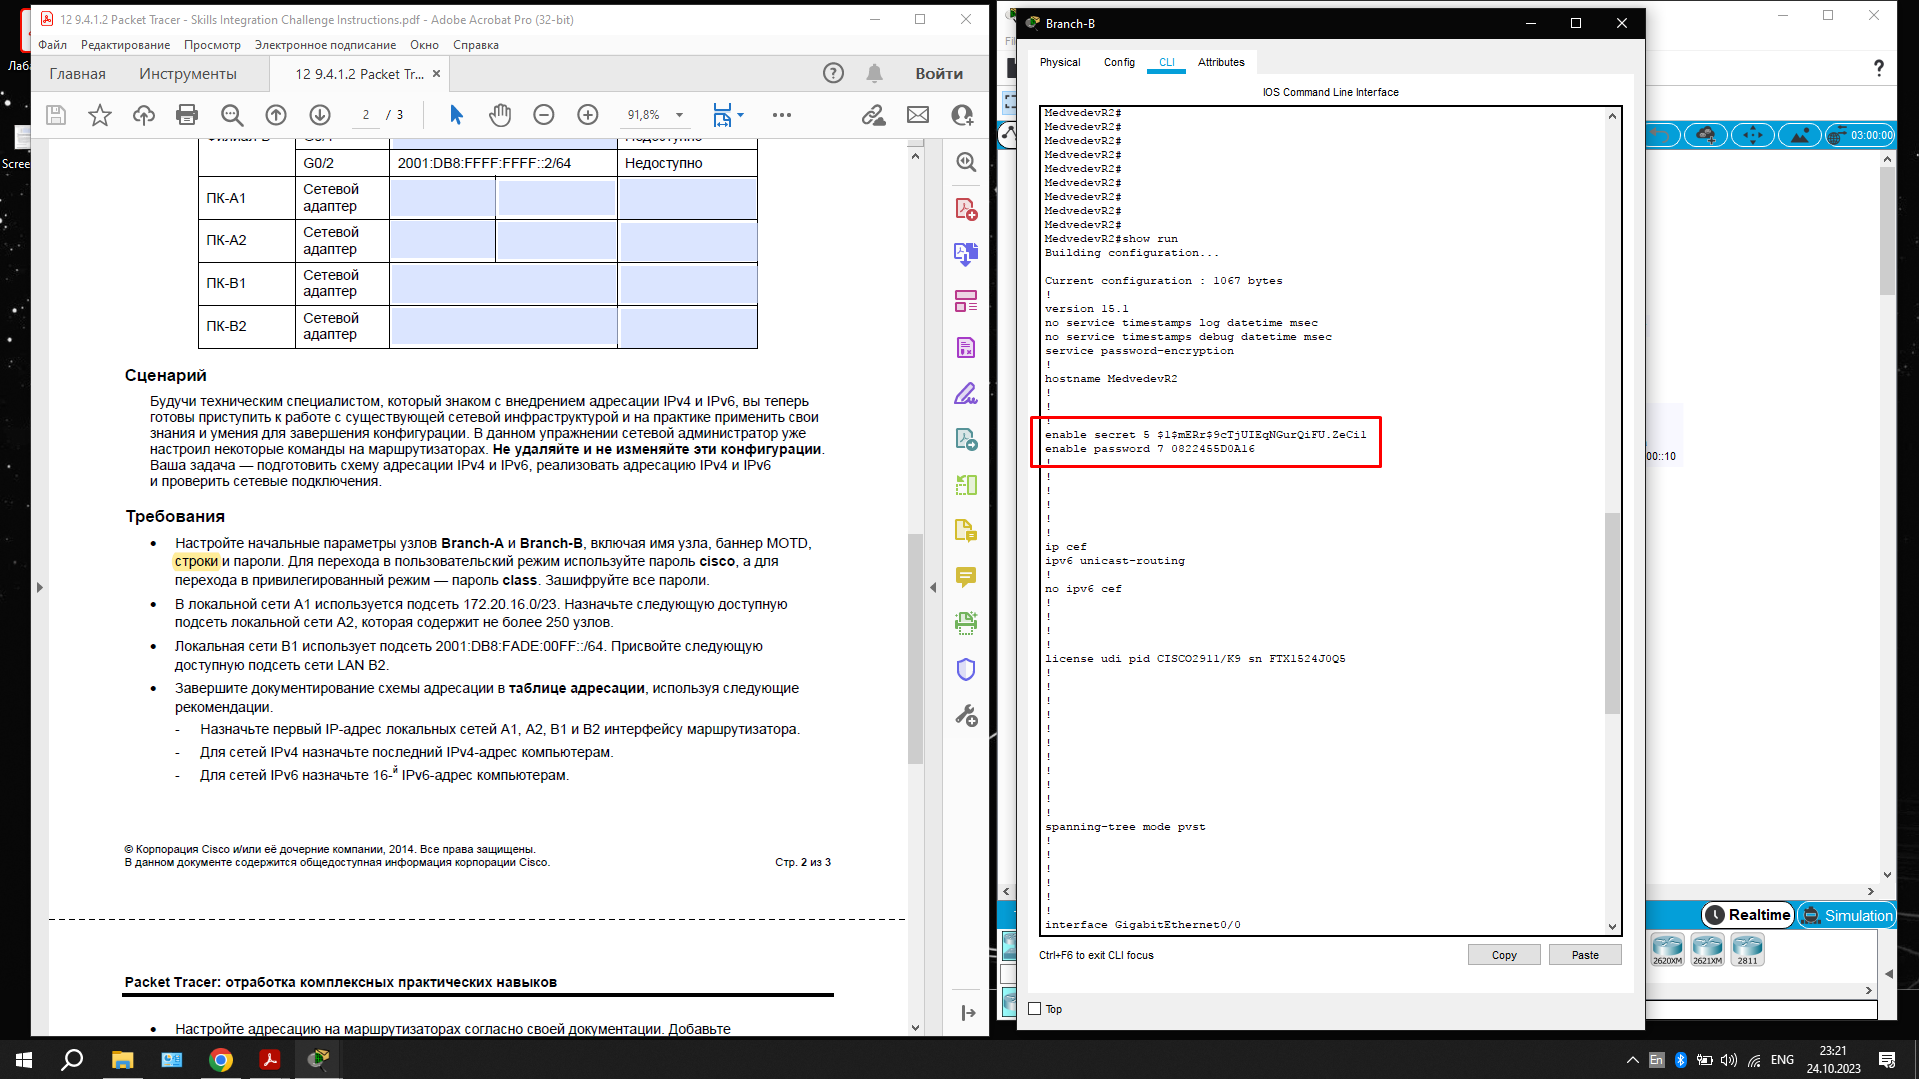 12 9.4.1.2 Packet Tracer - Skills Integration Challenge Instructions.pdf - Adobe Acrobat Pro (32-bit)
Файл Редактирование Просмотр Электронное подписание Окно Справка
Главная Инструменты 12 9.4.1.2 Packet Tr... Войти
2 / 3 91,8%
G0/2 2001:DB8:FFFF:FFFF::2/64 Недоступно
ПК-A1 Сетевой адаптер
ПК-A2 Сетевой адаптер
ПК-B1 Сетевой адаптер
ПК-B2 Сетевой адаптер
Сценарий
Будучи техническим специалистом, который знаком с внедрением адресации IPv4 и IPv6, вы теперь
готовы приступить к работе с существующей сетевой инфраструктурой и на практике применить свои
знания и умения для завершения конфигурации. В данном упражнении сетевой администратор уже
настроил некоторые команды на маршрутизаторах. Не удаляйте и не изменяйте эти конфигурации.
Ваша задача — подготовить схему адресации IPv4 и IPv6, реализовать адресацию IPv4 и IPv6
и проверить сетевые подключения.
Требования
• Настройте начальные параметры узлов Branch-A и Branch-B, включая имя узла, баннер MOTD,
строки и пароли. Для перехода в пользовательский режим используйте пароль cisco, а для
перехода в привилегированный режим — пароль class. Зашифруйте все пароли.
• В локальной сети A1 используется подсеть 172.20.16.0/23. Назначьте следующую доступную
подсеть локальной сети A2, которая содержит не более 250 узлов.
• Локальная сети B1 использует подсеть 2001:DB8:FADE:00FF::/64. Присвойте следующую
доступную подсеть сети LAN B2.
• Завершите документирование схемы адресации в таблице адресации, используя следующие
рекомендации.
- Назначьте первый IP-адрес локальных сетей A1, A2, B1 и B2 интерфейсу маршрутизатора.
- Для сетей IPv4 назначьте последний IPv4-адрес компьютерам.
- Для сетей IPv6 назначьте 16-й IPv6-адрес компьютерам.
© Корпорация Cisco и/или её дочерние компании, 2014. Все права защищены.
В данном документе содержится общедоступная информация корпорации Cisco. Стр. 2 из 3
Packet Tracer: отработка комплексных практических навыков
• Настройте адресацию на маршрутизаторах согласно своей документации. Добавьте
Branch-B
Physical Config CLI Attributes
IOS Command Line Interface
MedvedevR2#
MedvedevR2#
MedvedevR2#
MedvedevR2#
MedvedevR2#
MedvedevR2#
MedvedevR2#
MedvedevR2#
MedvedevR2#
MedvedevR2#show run
Building configuration...
Current configuration : 1067 bytes
!
version 15.1
no service timestamps log datetime msec
no service timestamps debug datetime msec
service password-encryption
!
hostname MedvedevR2
!
!
!
enable secret 5 $1$mERr$9cTjUIEqNGurQiFU.ZeCi1
enable password 7 0822455D0A16
!
!
!
!
!
!
ip cef
ipv6 unicast-routing
!
no ipv6 cef
!
!
!
!
license udi pid CISCO2911/K9 sn FTX1524J0Q5
!
!
!
!
!
!
!
!
!
!
!
spanning-tree mode pvst
!
!
!
!
!
!
interface GigabitEthernet0/0
Ctrl+F6 to exit CLI focus Copy Paste
Top
03:00:00
00::10
Realtime Simulation
2620XM 2621XM 2811
En ENG 23:21
24.10.2023